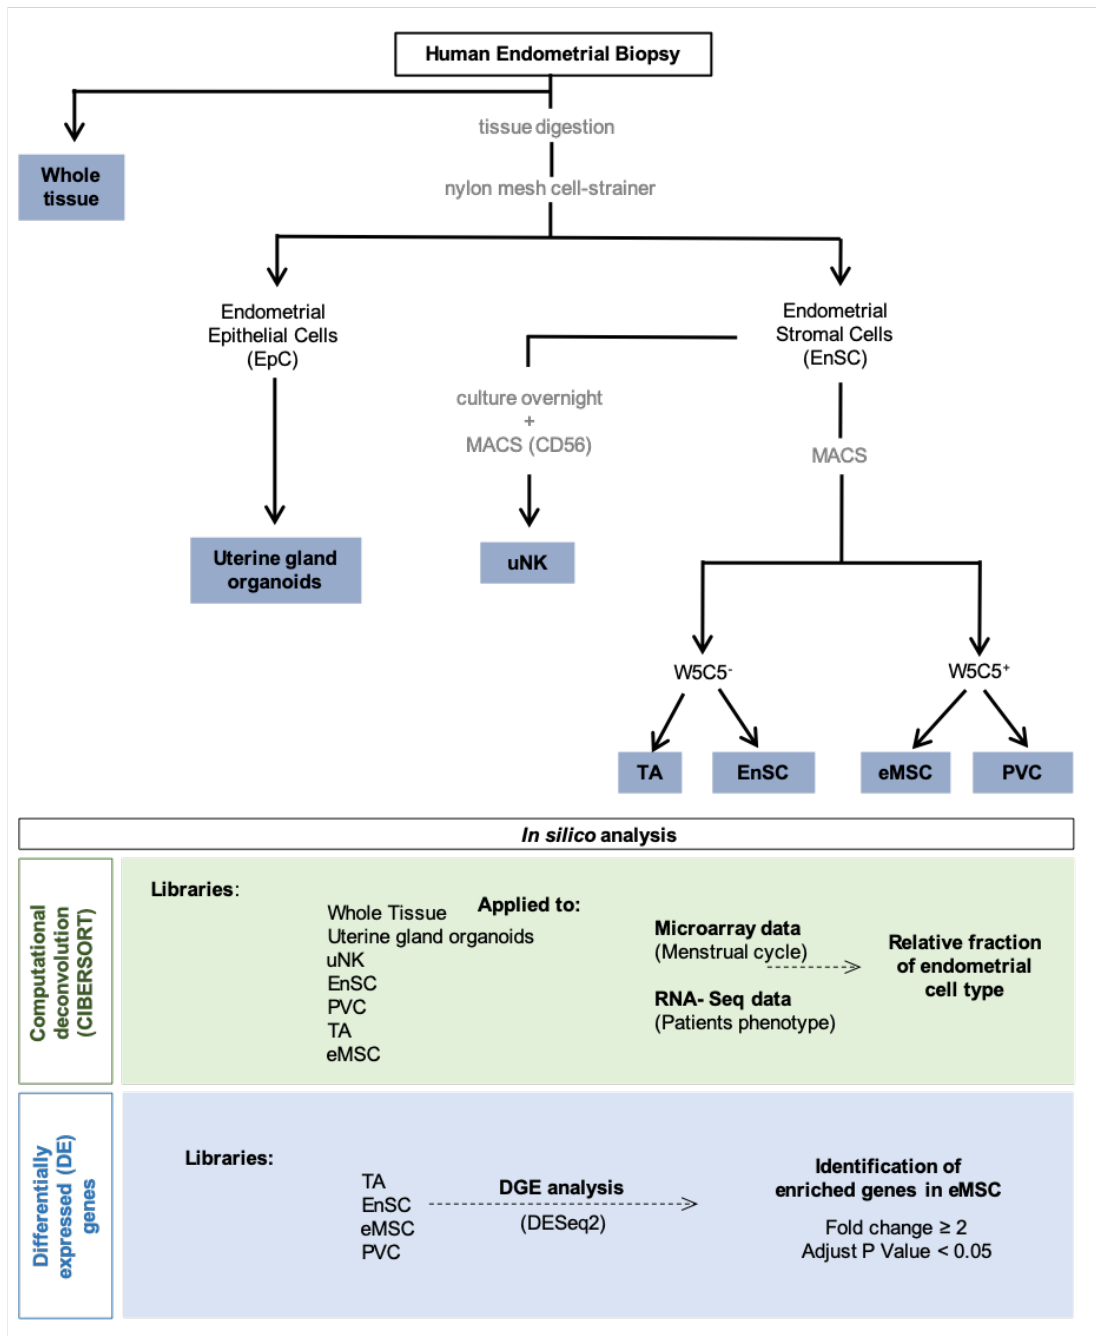 Human Endometrial Biopsy
tissue digestion
Whole
tissue
nylon mesh cell-strainer
Endometrial
Epithelial Cells
(EpC)
Endometrial
Stromal Cells
(EnSC)
culture overnight
+
MACS (CD56)
MACS
Uterine gland
organoids
uNK
W5C5-
W5C5+
TA
EnSC
eMSC
PVC
In silico analysis
Computational
deconvolution
(CIBERSORT)
Libraries:
Whole Tissue
Uterine gland organoids
uNK
EnSC
PVC
TA
eMSC
Applied to:
Microarray data
(Menstrual cycle)
RNA- Seq data
(Patients phenotype)
Relative fraction
of endometrial
cell type
Differentially
expressed (DE)
genes
Libraries:
TA
EnSC
eMSC
PVC
DGE analysis
(DESeq2)
Identification of
enriched genes in eMSC
Fold change ≥ 2
Adjust P Value < 0.05